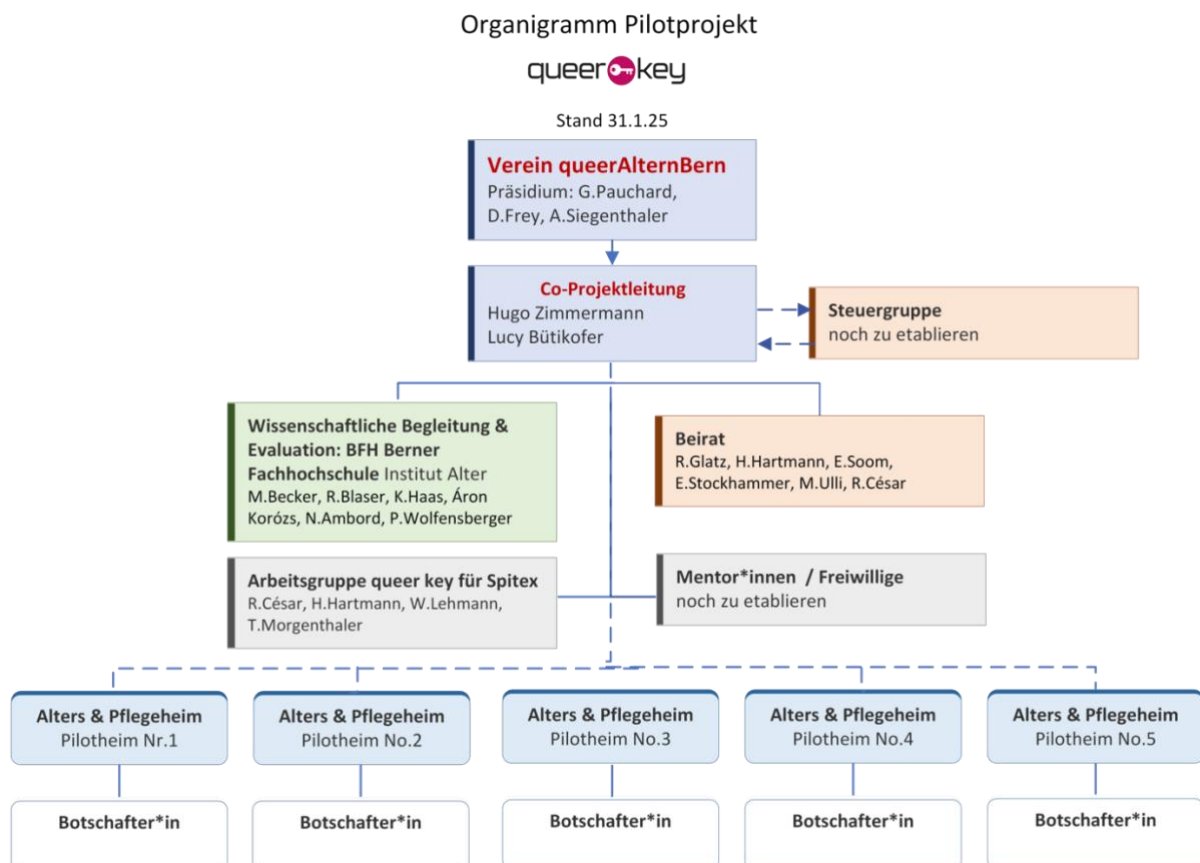 Organigramm Pilotprojekt
queer key
Stand 31.1.25
Verein queerAlternBern
Präsidium: G.Pauchard,
D.Frey, A.Siegenthaler
Co-Projektleitung
Hugo Zimmermann
Lucy Bütikofer
Steuergruppe
noch zu etablieren
Wissenschaftliche Begleitung &
Evaluation: BFH Berner
Fachhochschule Institut Alter
M.Becker, R.Blaser, K.Haas, Áron
Korózs, N.Ambord, P.Wolfensberger
Beirat
R.Glatz, H.Hartmann, E.Soom,
E.Stockhammer, M.Ulli, R.César
Arbeitsgruppe queer key für Spitex
R.César, H.Hartmann, W.Lehmann,
T.Morgenthaler
Mentor*innen / Freiwillige
noch zu etablieren
Alters & Pflegeheim
Pilotheim Nr.1
Alters & Pflegeheim
Pilotheim No.2
Alters & Pflegeheim
Pilotheim No.3
Alters & Pflegeheim
Pilotheim No.4
Alters & Pflegeheim
Pilotheim No.5
Botschafter*in
Botschafter*in
Botschafter*in
Botschafter*in
Botschafter*in